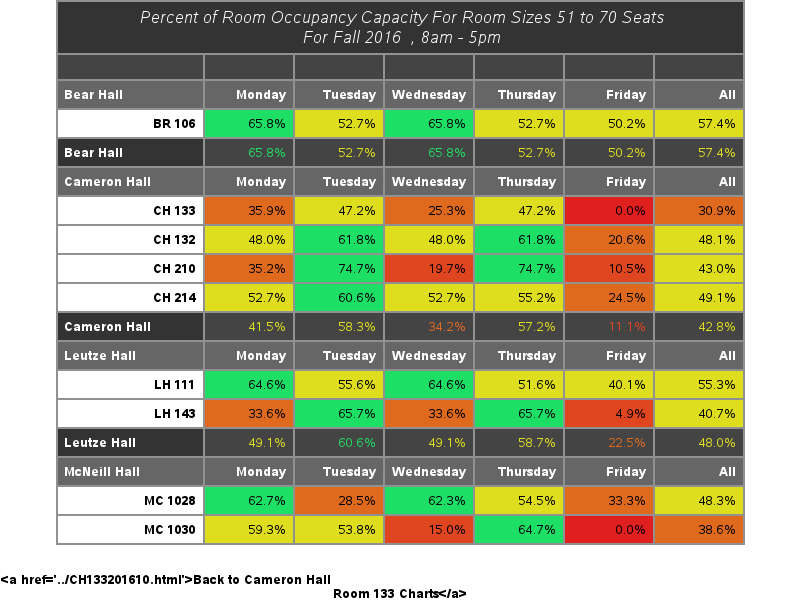 Percent of Room Occupancy Capacity For Room Sizes 51 to 70 Seats
For Fall 2016 , 8am - 5pm
Bear Hall Monday Tuesday Wednesday Thursday Friday All
BR 106 65.8% 52.7% 65.8% 52.7% 50.2% 57.4%
Bear Hall 65.8% 52.7% 65.8% 52.7% 50.2% 57.4%
Cameron Hall Monday Tuesday Wednesday Thursday Friday All
CH 133 35.9% 47.2% 25.3% 47.2% 0.0% 30.9%
CH 132 48.0% 61.8% 48.0% 61.8% 20.6% 48.1%
CH 210 35.2% 74.7% 19.7% 74.7% 10.5% 43.0%
CH 214 52.7% 60.6% 52.7% 55.2% 24.5% 49.1%
Cameron Hall 41.5% 58.3% 34.2% 57.2% 11.1% 42.8%
Leutze Hall Monday Tuesday Wednesday Thursday Friday All
LH 111 64.6% 55.6% 64.6% 51.6% 40.1% 55.3%
LH 143 33.6% 65.7% 33.6% 65.7% 4.9% 40.7%
Leutze Hall 49.1% 60.6% 49.1% 58.7% 22.5% 48.0%
McNeill Hall Monday Tuesday Wednesday Thursday Friday All
MC 1028 62.7% 28.5% 62.3% 54.5% 33.3% 48.3%
MC 1030 59.3% 53.8% 15.0% 64.7% 0.0% 38.6%
<a href='../CH133201610.html'>Back to Cameron Hall
Room 133 Charts</a>